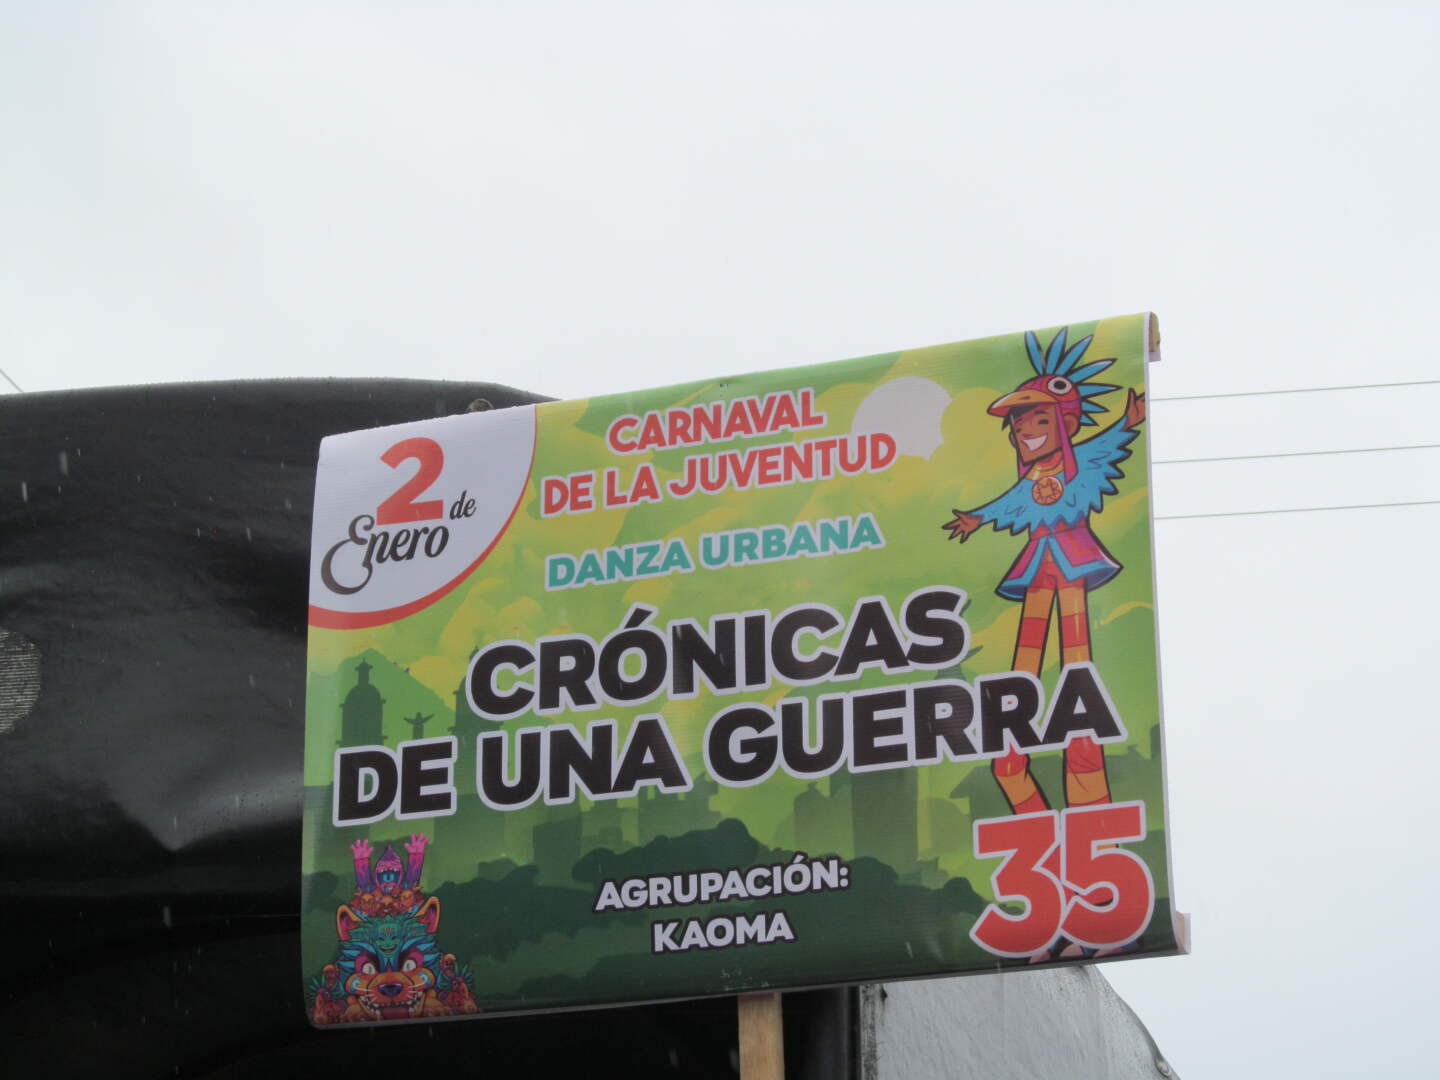 2 de
Enero
CARNAVAL
DE LA JUVENTUD
DANZA URBANA
CRÓNICAS
DE UNA GUERRA
AGRUPACIÓN:
KAOMA
35